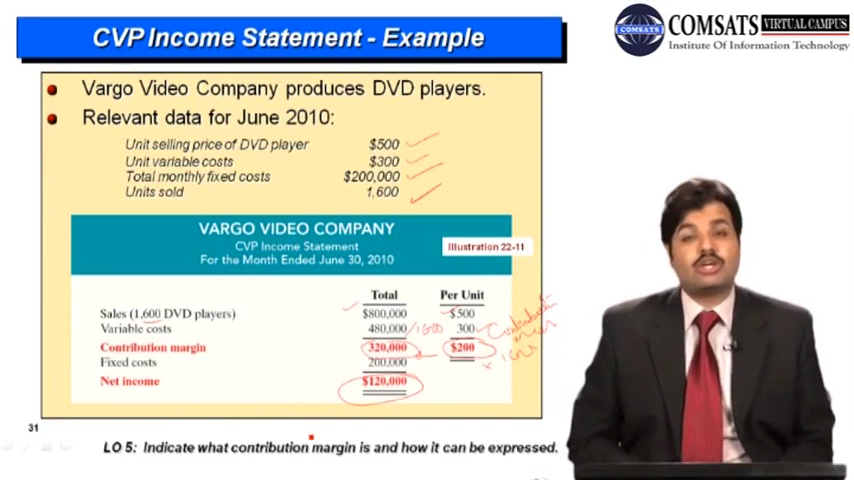 CVP Income Statement - Example
COMSATS VIRTUAL CAMPUS
COMSATS
Institute Of Information Technology
Vargo Video Company produces DVD players.
Relevant data for June 2010:
Unit selling price of DVD player $500
Unit variable costs $300
Total monthly fixed costs $200,000
Units sold 1,600
VARGO VIDEO COMPANY
CVP Income Statement
For the Month Ended June 30, 2010
Illustration 22-11
Total Per Unit
Sales (1,600 DVD players) $800,000 $500
Variable costs 480,000 /1600 300
Contribution margin 320,000 $200
Fixed costs 200,000
Net income $120,000
Contribution
31
LO 5: Indicate what contribution margin is and how it can be expressed.